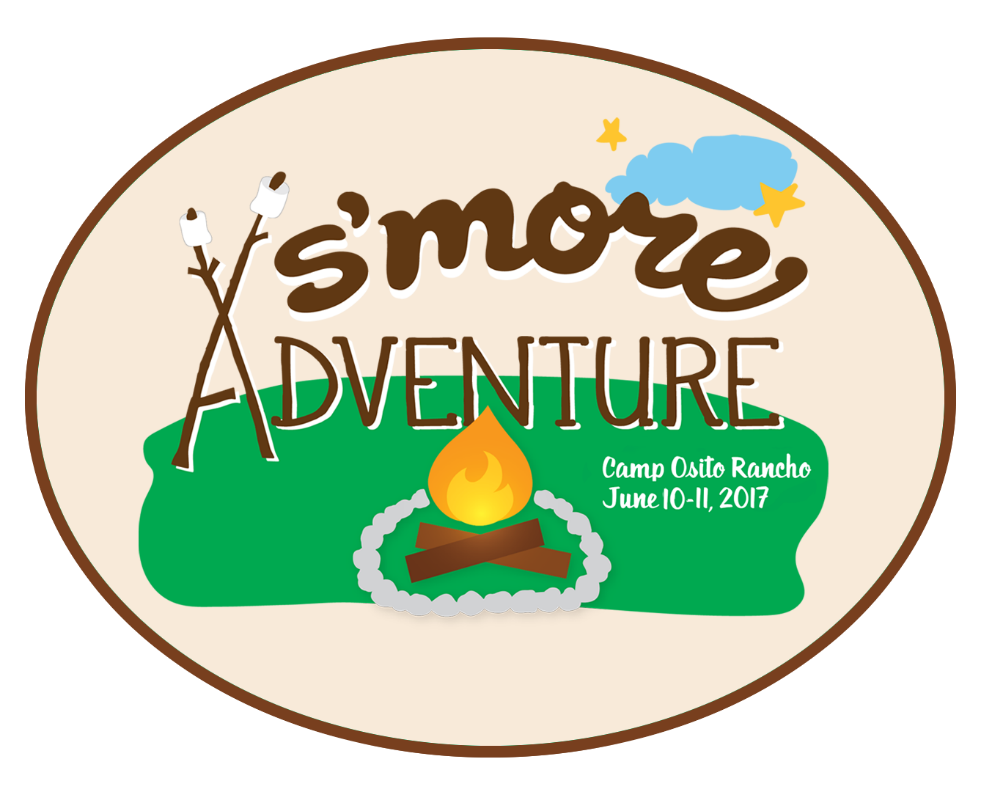 s'more
ADVENTURE
Camp Osito Rancho
June 10-11, 2017